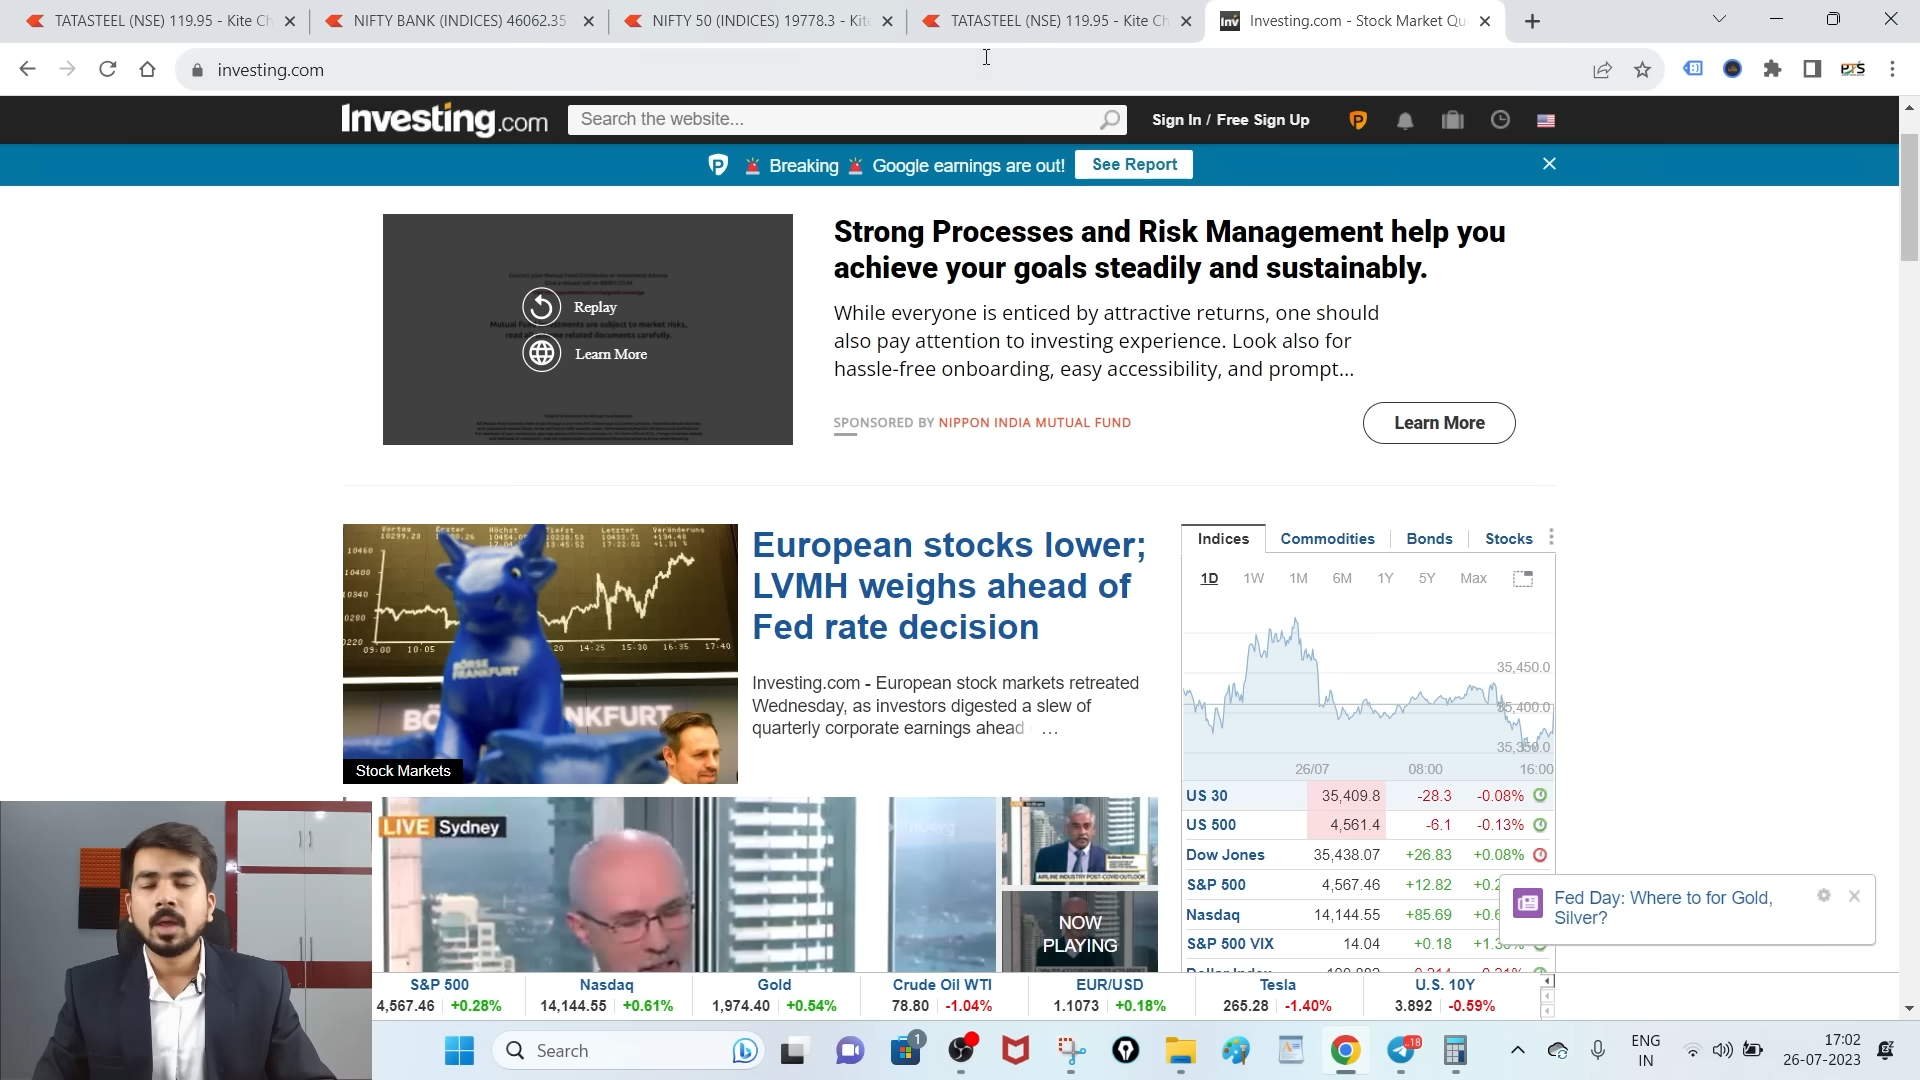 TATASTEEL (NSE) 119.95 - Kite Ch
NIFTY BANK (INDICES) 46062.35
NIFTY 50 (INDICES) 19778.3 - Kite
TATASTEEL (NSE) 119.95 - Kite Ch
Investing.com - Stock Market Qu
investing.com
Investing.com
Search the website...
Sign In / Free Sign Up
Breaking
Google earnings are out!
See Report
Replay
Learn More
Strong Processes and Risk Management help you
achieve your goals steadily and sustainably.
While everyone is enticed by attractive returns, one should
also pay attention to investing experience. Look also for
hassle-free onboarding, easy accessibility, and prompt...
SPONSORED BY NIPPON INDIA MUTUAL FUND
Learn More
BÖRSE
FRANKFURT
Stock Markets
European stocks lower;
LVMH weighs ahead of
Fed rate decision
Investing.com - European stock markets retreated
Wednesday, as investors digested a slew of
quarterly corporate earnings ahead ...
Indices Commodities Bonds Stocks
1D 1W 1M 6M 1Y 5Y Max
35,450.0
35,400.0
35,350.0
26/07 08:00 16:00
US 30 35,409.8 -28.3 -0.08%
US 500 4,561.4 -6.1 -0.13%
Dow Jones 35,438.07 +26.83 +0.08%
S&P 500 4,567.46 +12.82
Nasdaq 14,144.55 +85.69
S&P 500 VIX 14.04 +0.18
LIVE Sydney
NOW
PLAYING
Fed Day: Where to for Gold,
Silver?
S&P 500 Nasdaq Gold Crude Oil WTI EUR/USD Tesla U.S. 10Y
4,567.46 +0.28% 14,144.55 +0.61% 1,974.40 +0.54% 78.80 -1.04% 1.1073 +0.18% 265.28 -1.40% 3.892 -0.59%
Search
ENG
IN
17:02
26-07-2023